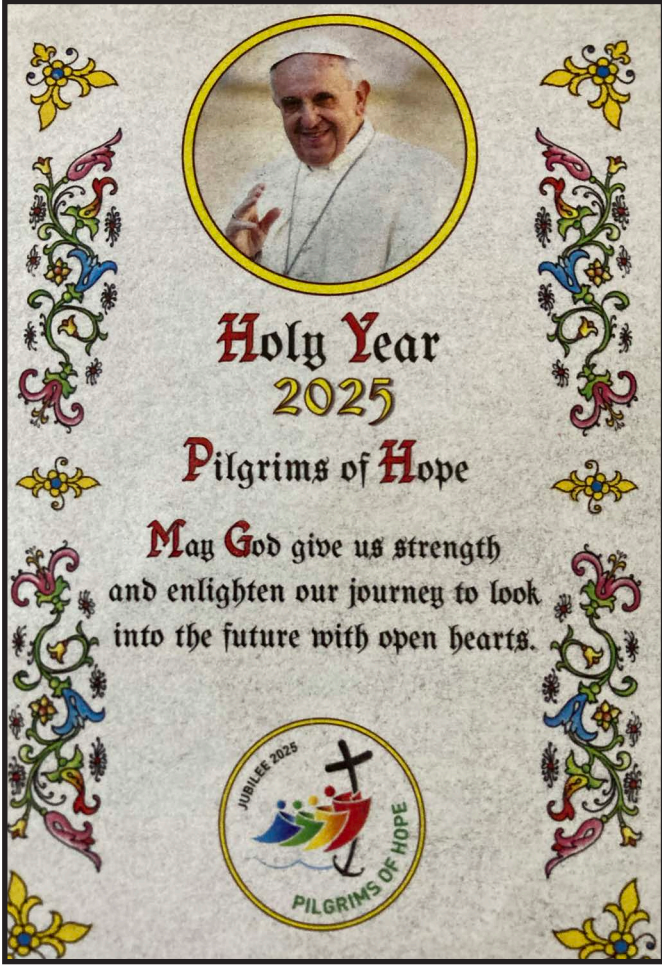 Holy Year
2025
Pilgrims of Hope
May God give us strength
and enlighten our journey to look
into the future with open hearts.
JUBILEE 2025
PILGRIMS OF HOPE